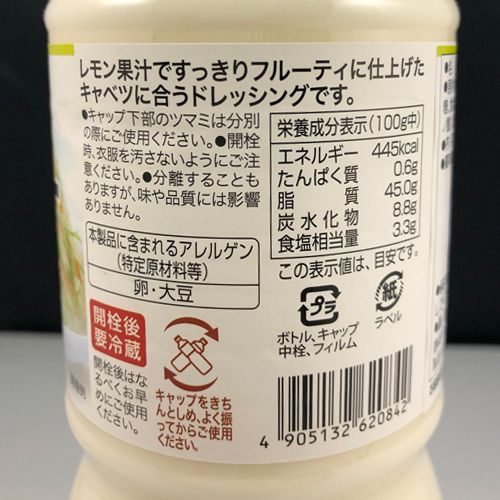 レモン果汁ですっきりフルーティに仕上げた
キャベツに合うドレッシングです。
●キャップ下部のツマミは分別
の際にご使用ください。●開栓
時、衣服を汚さないようにご注
意ください。●分離することも
ありますが、味や品質には影響
ありません。
本製品に含まれるアレルゲン
(特定原材料等)
卵・大豆
開栓後
要冷蔵
開栓後はな
るべくお早
めにご使用
ください。
キャップをきち
んとしめ、よく振
ってからご使用
ください。
栄養成分表示(100g中)
エネルギー 445kcal
たんぱく質 0.6g
脂質 45.0g
炭水化物 8.8g
食塩相当量 3.3g
この表示値は、目安です。
プラ
ボトル、キャップ
中栓、フィルム
紙
ラベル
4 905132 620842